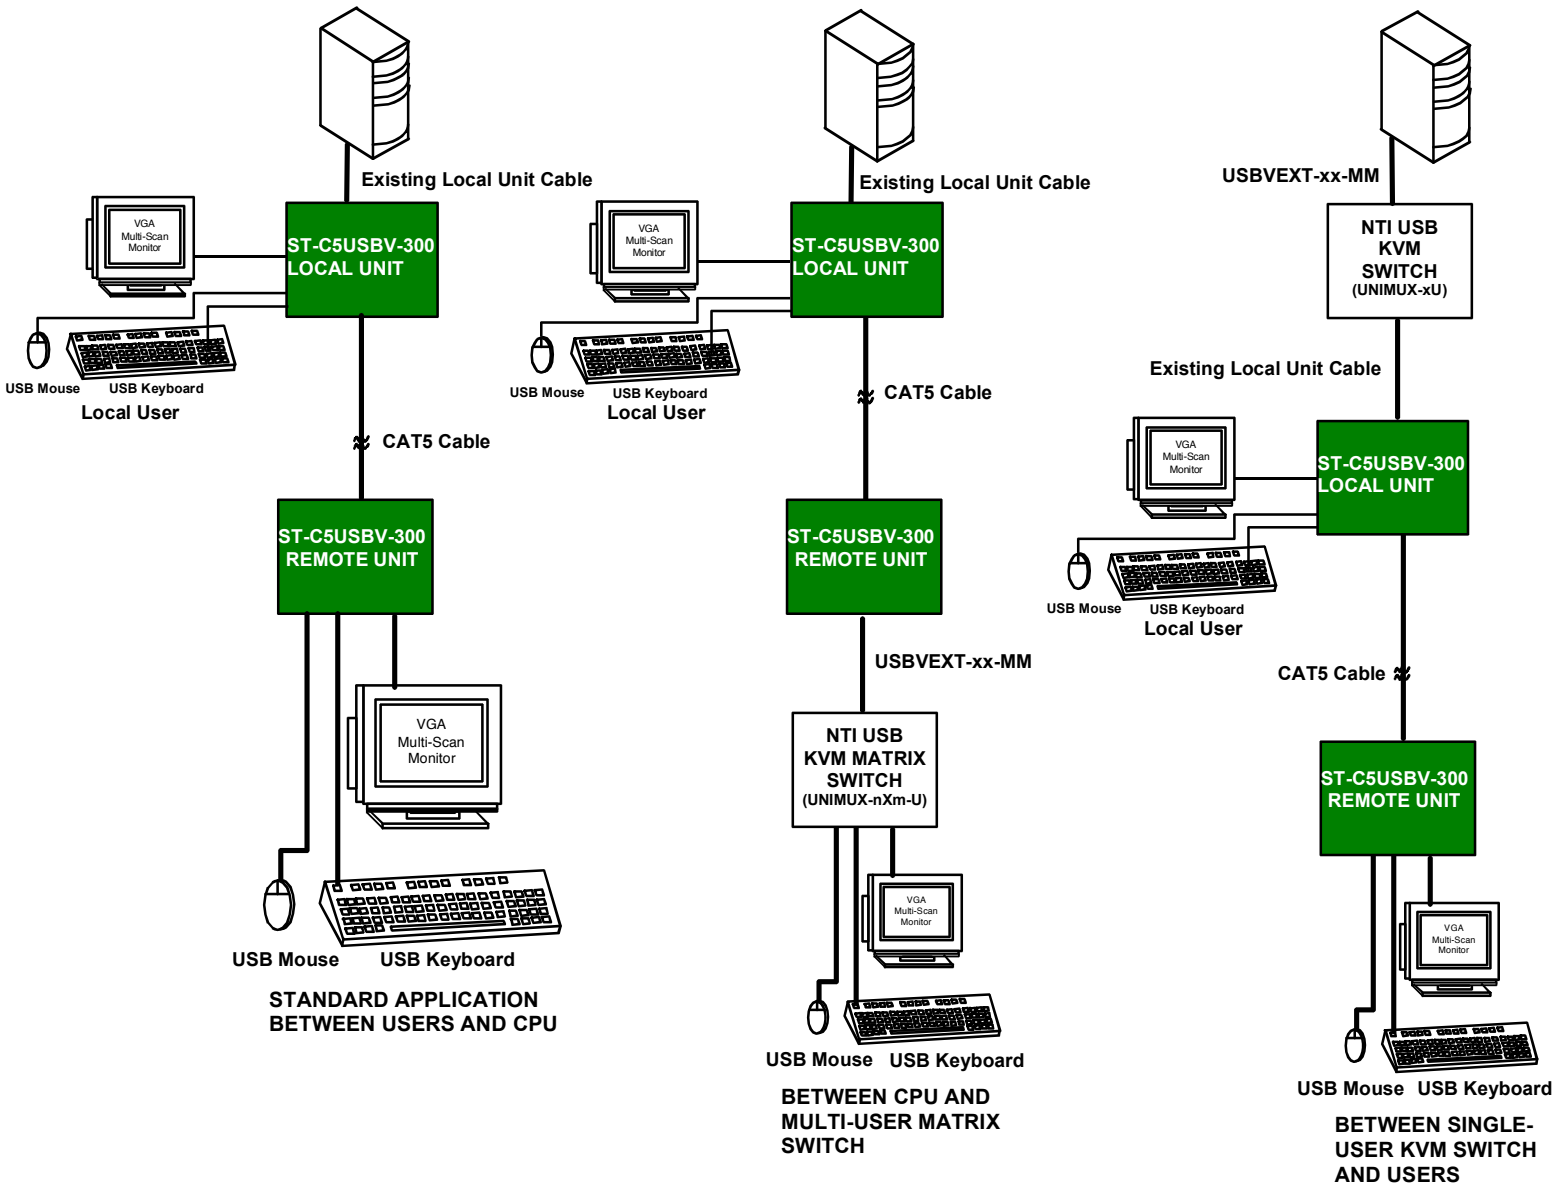 Existing Local Unit Cable
VGA
Multi-Scan
Monitor
ST-C5USBV-300
LOCAL UNIT
USB Mouse
USB Keyboard
Local User
CAT5 Cable
ST-C5USBV-300
REMOTE UNIT
VGA
Multi-Scan
Monitor
USB Mouse
USB Keyboard
STANDARD APPLICATION
BETWEEN USERS AND CPU
Existing Local Unit Cable
VGA
Multi-Scan
Monitor
ST-C5USBV-300
LOCAL UNIT
USB Mouse
USB Keyboard
Local User
CAT5 Cable
ST-C5USBV-300
REMOTE UNIT
USBVEXT-xx-MM
NTI USB
KVM MATRIX
SWITCH
(UNIMUX-nXm-U)
VGA
Multi-Scan
Monitor
USB Mouse
USB Keyboard
BETWEEN CPU AND
MULTI-USER MATRIX
SWITCH
USBVEXT-xx-MM
NTI USB
KVM
SWITCH
(UNIMUX-xU)
Existing Local Unit Cable
VGA
Multi-Scan
Monitor
ST-C5USBV-300
LOCAL UNIT
USB Mouse
USB Keyboard
Local User
CAT5 Cable
ST-C5USBV-300
REMOTE UNIT
VGA
Multi-Scan
Monitor
USB Mouse
USB Keyboard
BETWEEN SINGLE-
USER KVM SWITCH
AND USERS